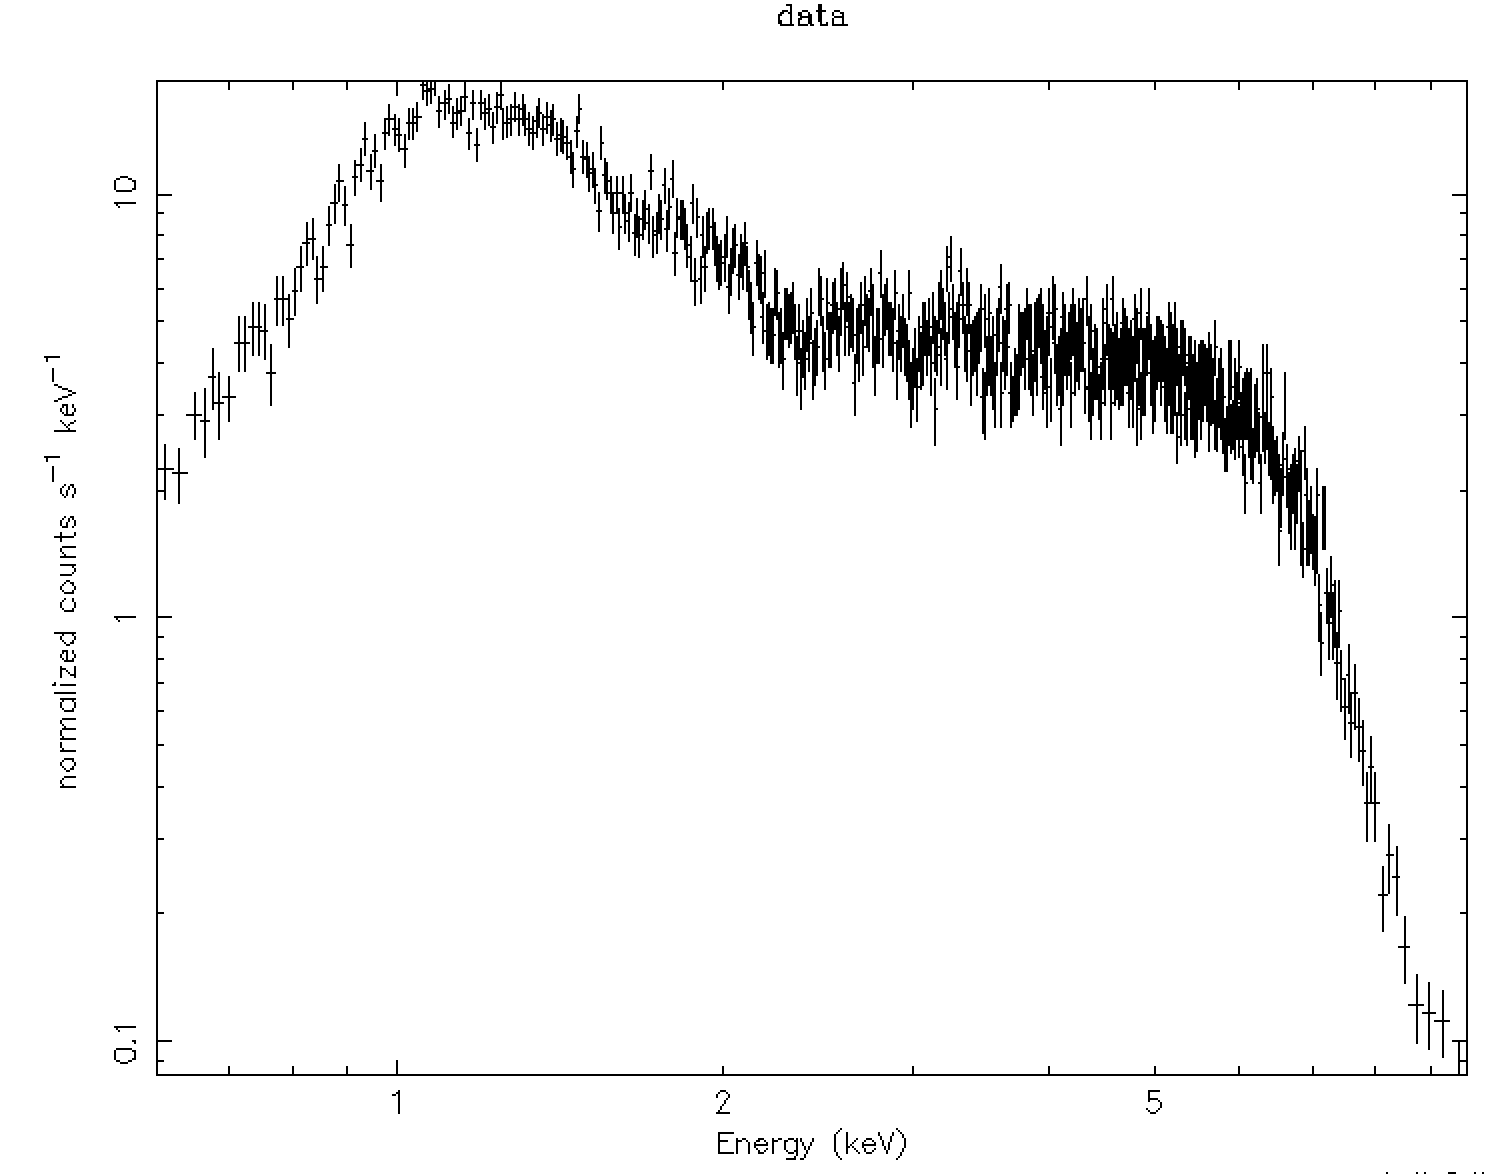 data
10
1
0.1
normalized counts s⁻¹ keV⁻¹
1
2
5
Energy (keV)